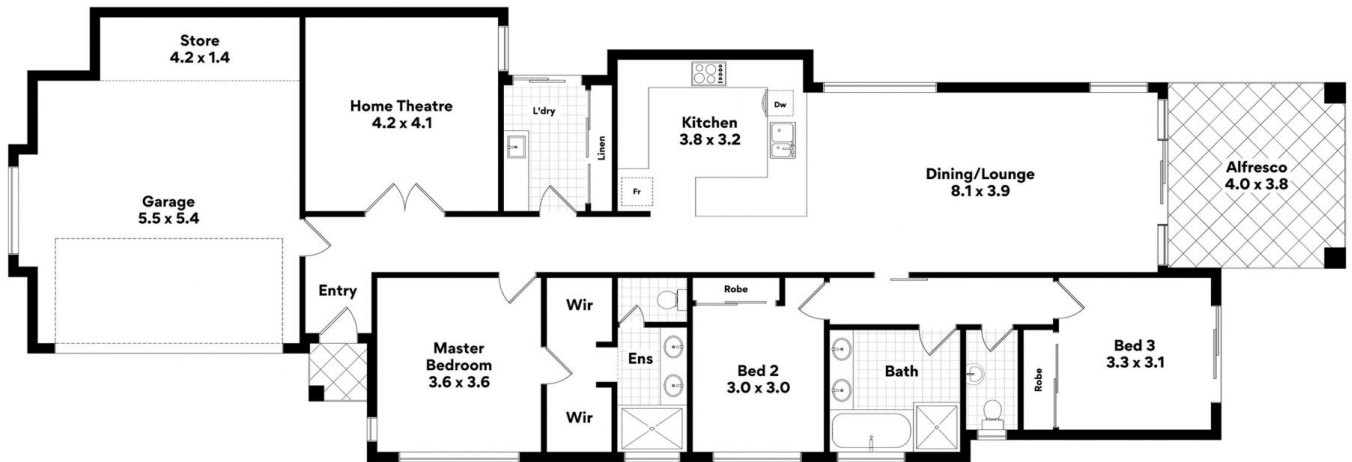 Store
4.2 x 1.4
Home Theatre
4.2 x 4.1
L'dry
Linen
Kitchen
3.8 x 3.2
Dw
Fr
Dining/Lounge
8.1 x 3.9
Alfresco
4.0 x 3.8
Garage
5.5 x 5.4
Entry
Master
Bedroom
3.6 x 3.6
Wir
Wir
Ens
Robe
Bed 2
3.0 x 3.0
Bath
Robe
Bed 3
3.3 x 3.1